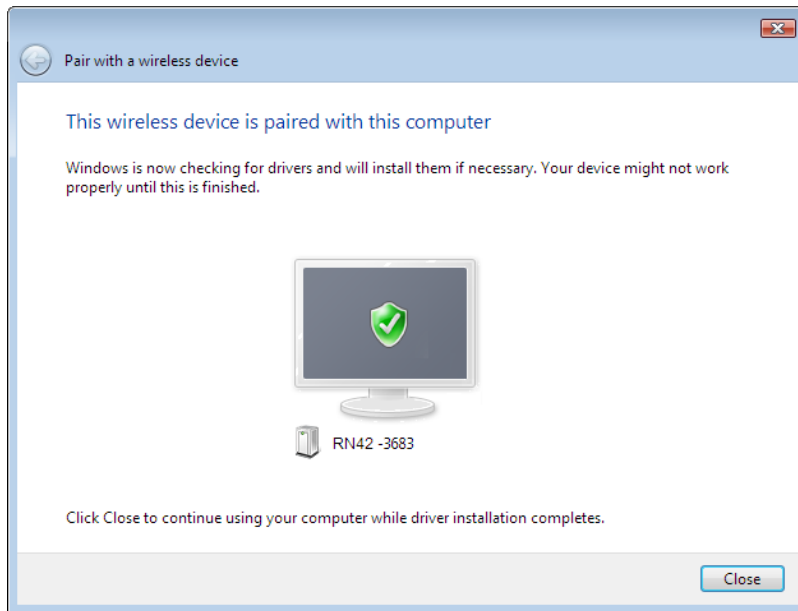 Pair with a wireless device
This wireless device is paired with this computer
Windows is now checking for drivers and will install them if necessary. Your device might not work
properly until this is finished.
RN42 -3683
Click Close to continue using your computer while driver installation completes.
Close